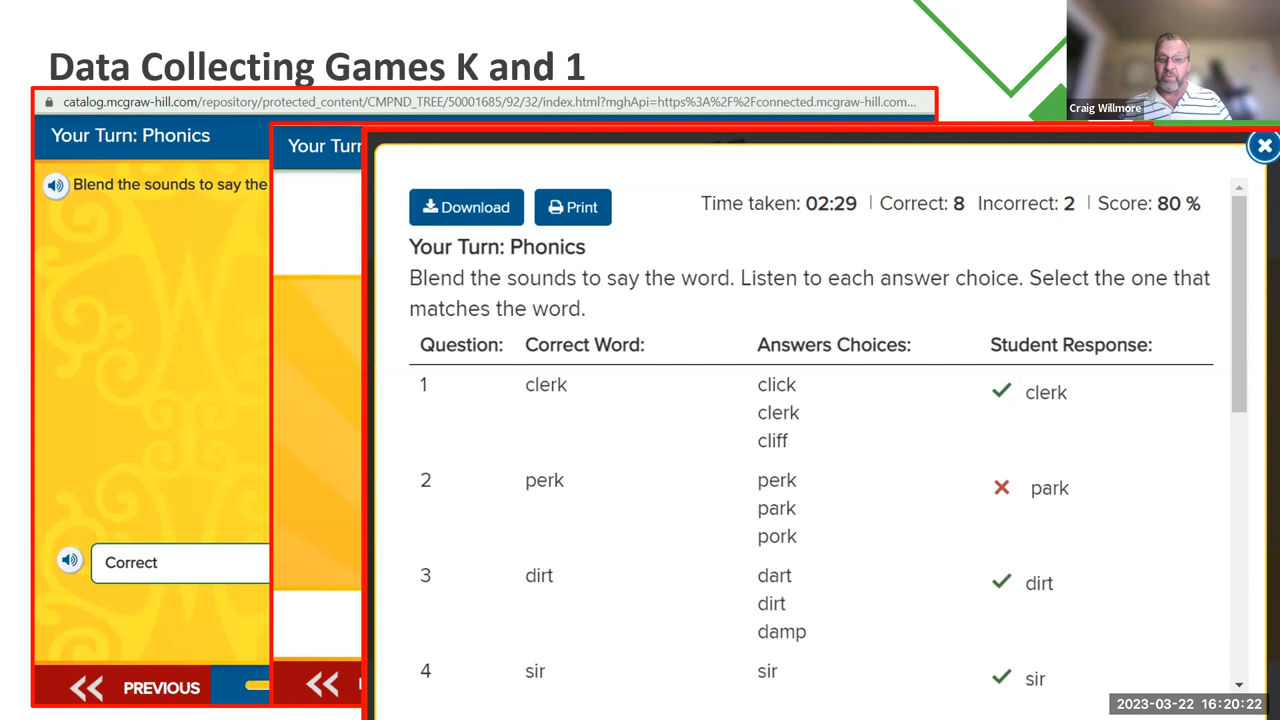 Data Collecting Games K and 1
Craig Willmore
catalog.mcgraw-hill.com/repository/protected_content/CMPND_TREE/50001685/92/32/index.html?mghApi=https%3A%2F%2Fconnected.mcgraw-hill.com...
Your Turn: Phonics
Your Turr
Blend the sounds to say the
Correct
PREVIOUS
Download
Print
Time taken: 02:29 | Correct: 8 Incorrect: 2 | Score: 80 %
Your Turn: Phonics
Blend the sounds to say the word. Listen to each answer choice. Select the one that
matches the word.
Question: Correct Word: Answers Choices: Student Response:
1 clerk click clerk
clerk
cliff
2 perk perk park
park
pork
3 dirt dart dirt
dirt
damp
4 sir sir sir
2023-03-22 16:20:22